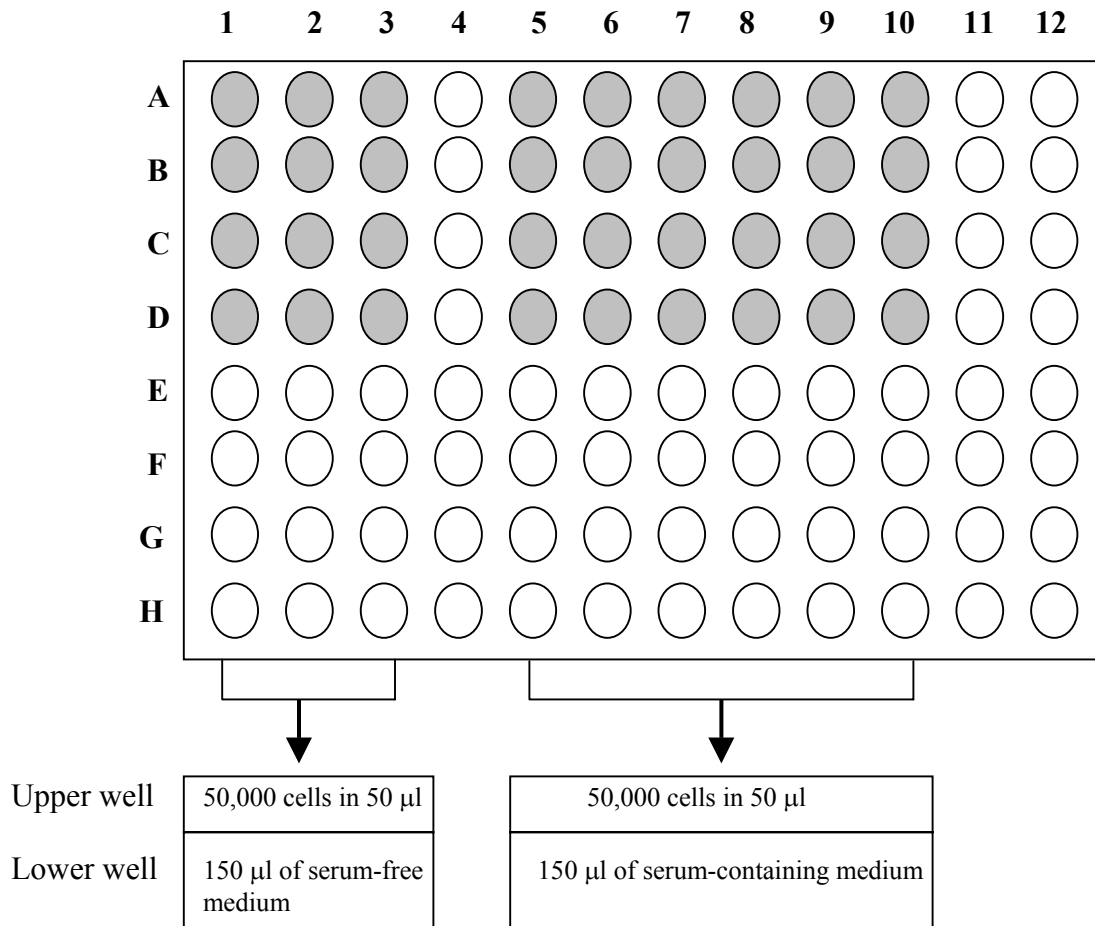 1 2 3 4 5 6 7 8 9 10 11 12
A
B
C
D
E
F
G
H
Upper well 50,000 cells in 50 μl 50,000 cells in 50 μl
Lower well 150 μl of serum-free 150 μl of serum-containing medium
medium